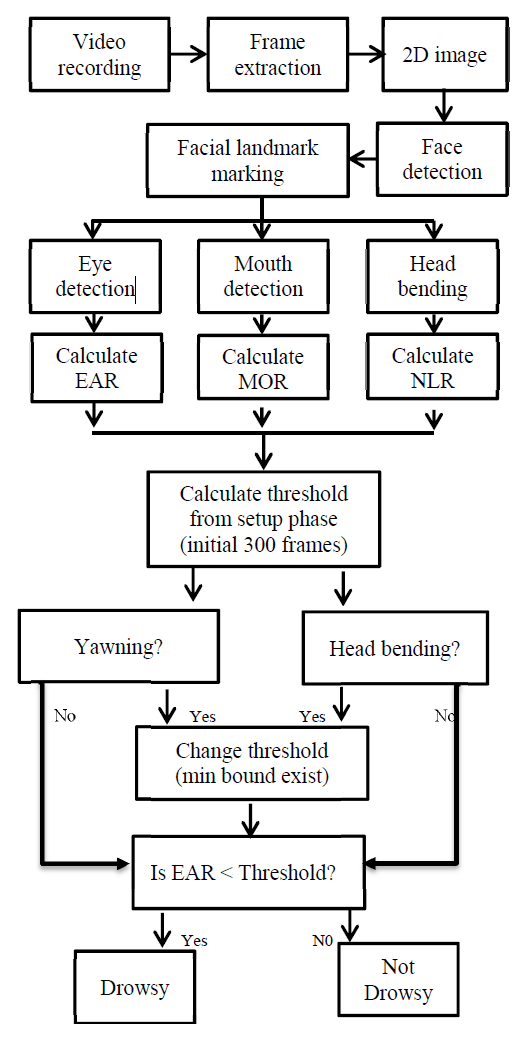 Video
recording
Frame
extraction
2D image
Face
detection
Facial landmark
marking
Eye
detection
Mouth
detection
Head
bending
Calculate
EAR
Calculate
MOR
Calculate
NLR
Calculate threshold
from setup phase
(initial 300 frames)
Yawning?
Head bending?
No
Yes
Yes
No
Change threshold
(min bound exist)
Is EAR < Threshold?
Yes
N0
Drowsy
Not
Drowsy